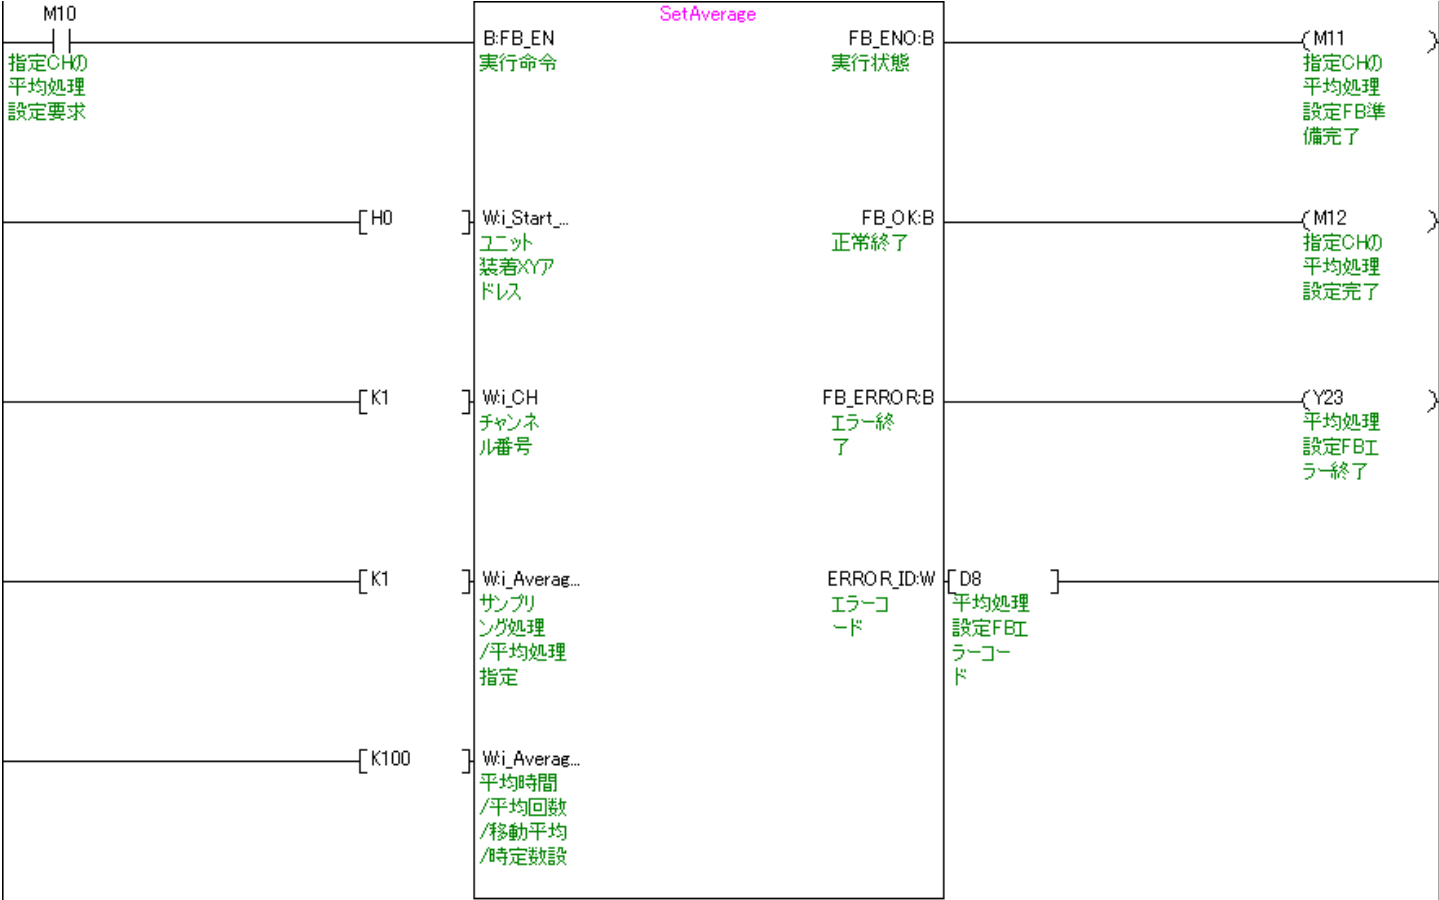 M10
指定CHの
平均処理
設定要求
SetAverage
B:FB_EN
実行命令
FB_ENO:B
実行状態
M11
指定CHの
平均処理
設定FB準
備完了
H0
W:i_Start_...
ユニット
装着XYア
ドレス
FB_OK:B
正常終了
M12
指定CHの
平均処理
設定完了
K1
W:i_CH
チャンネ
ル番号
FB_ERROR:B
エラー終
了
Y23
平均処理
設定FBエ
ラー終了
K1
W:i_Averag...
サンプリ
ング処理
/平均処理
指定
ERROR_ID:W
エラーコ
ード
D8
平均処理
設定FBエ
ラーコー
ド
K100
W:i_Averag...
平均時間
/平均回数
/移動平均
/時定数設